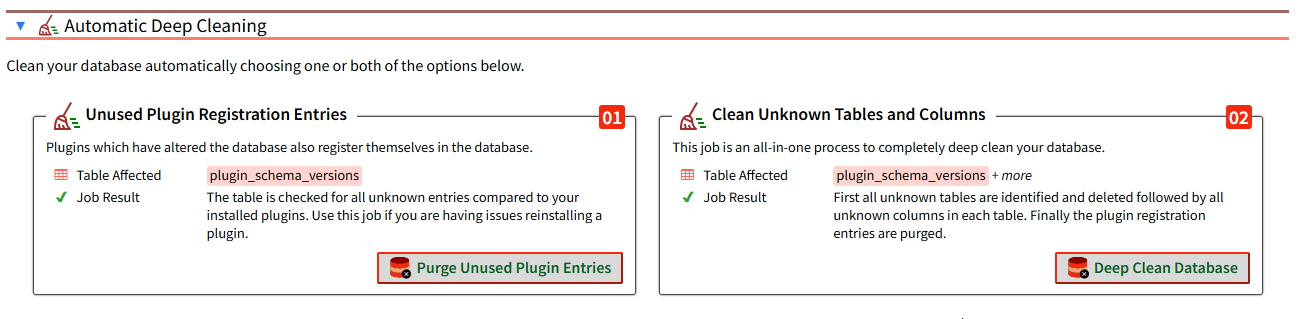 Automatic Deep Cleaning
Clean your database automatically choosing one or both of the options below.
Unused Plugin Registration Entries
01
Plugins which have altered the database also register themselves in the database.
Table Affected
plugin_schema_versions
Job Result
The table is checked for all unknown entries compared to your
installed plugins. Use this job if you are having issues reinstalling a
plugin.
Purge Unused Plugin Entries
Clean Unknown Tables and Columns
02
This job is an all-in-one process to completely deep clean your database.
Table Affected
plugin_schema_versions + more
Job Result
First all unknown tables are identified and deleted followed by all
unknown columns in each table. Finally the plugin registration
entries are purged.
Deep Clean Database